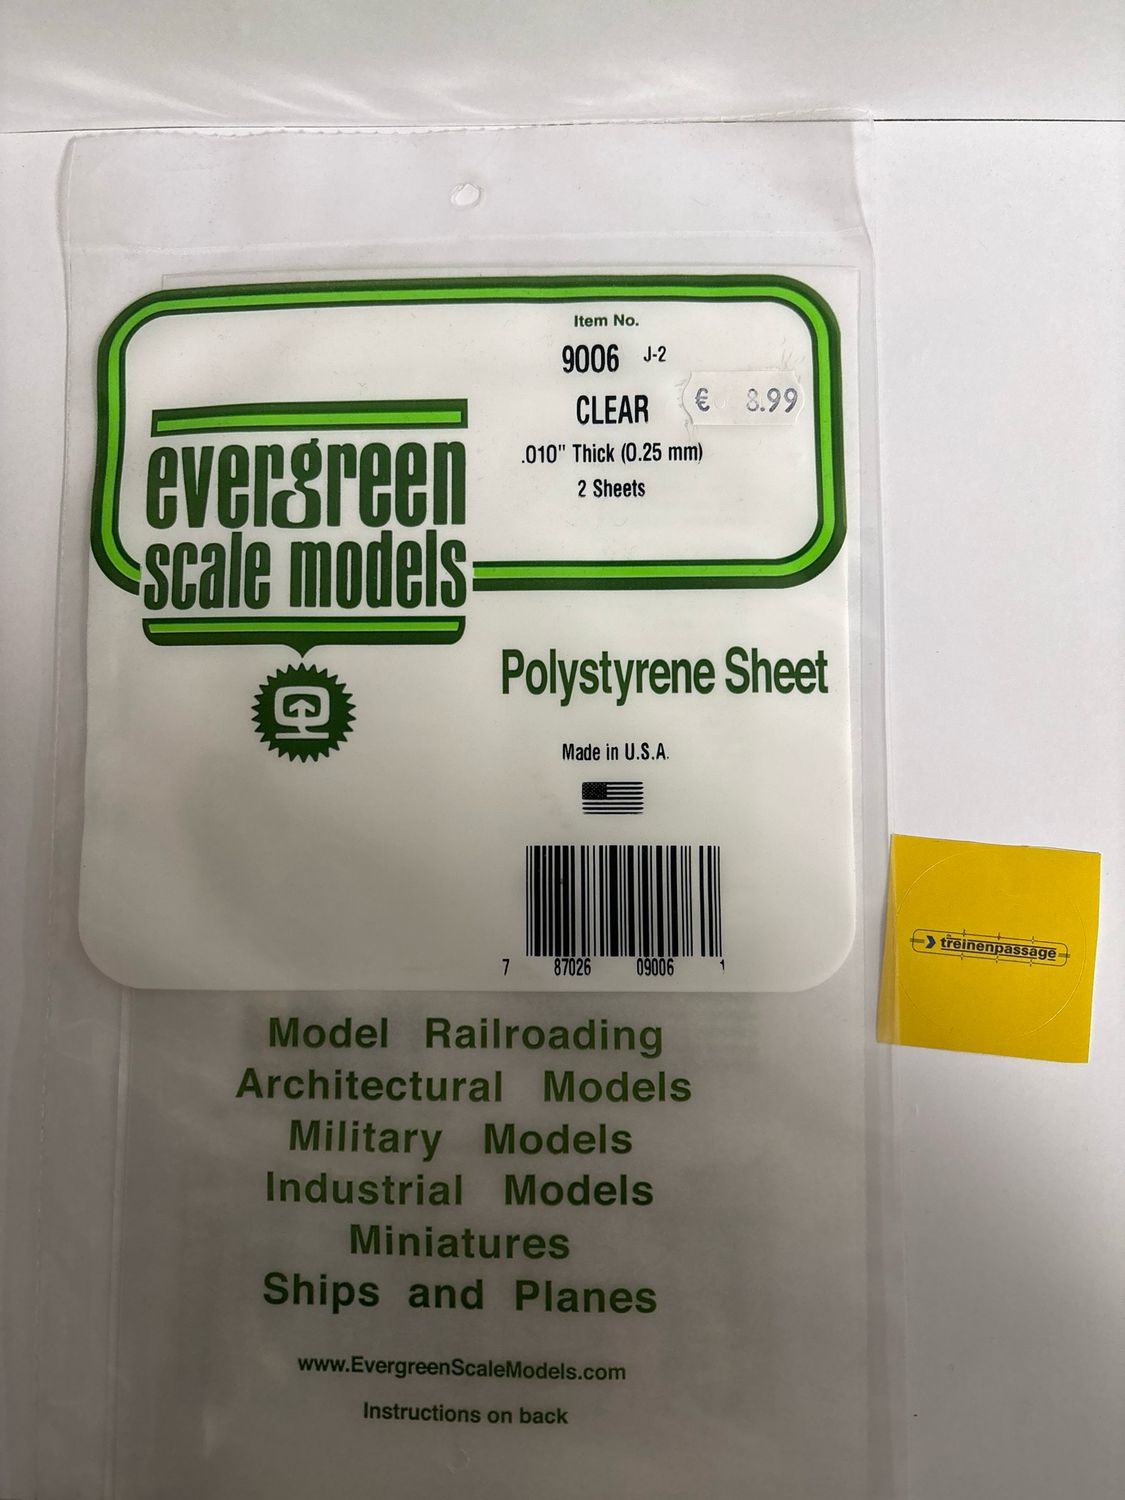 Item No.
9006 J-2
CLEAR
€ 8.99
.010" Thick (0.25 mm)
2 Sheets
evergreen
scale models
Polystyrene Sheet
Made in U.S.A.
7 87026 09006 1
de
treinenpassage
Model Railroading
Architectural Models
Military Models
Industrial Models
Miniatures
Ships and Planes
www.EvergreenScaleModels.com
Instructions on back